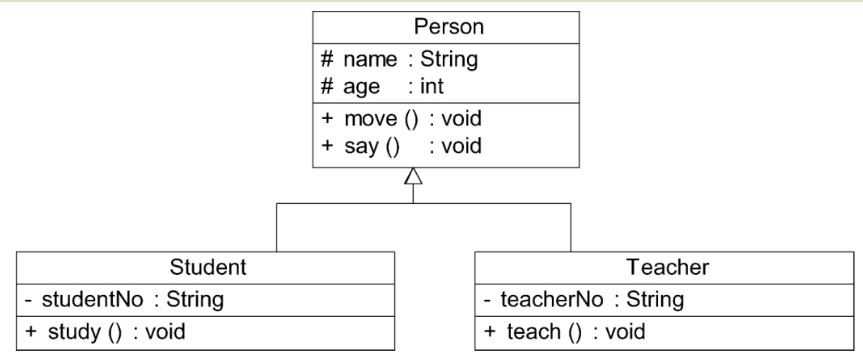 Person
# name : String
# age : int
+ move () : void
+ say () : void
Student
- studentNo : String
+ study () : void
Teacher
- teacherNo : String
+ teach () : void